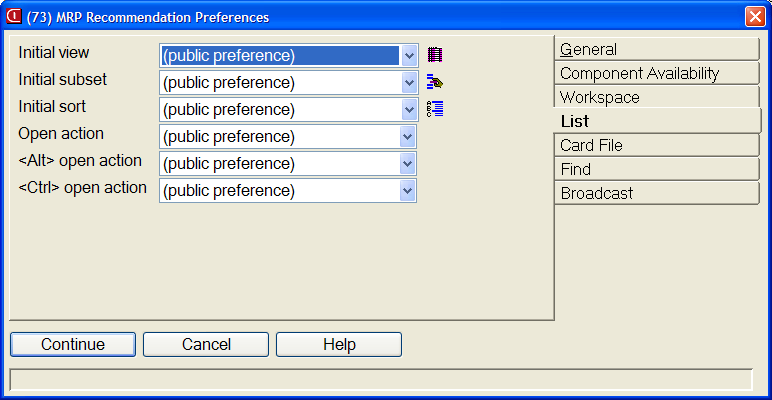 (73) MRP Recommendation Preferences
Initial view (public preference)
Initial subset (public preference)
Initial sort (public preference)
Open action (public preference)
<Alt> open action (public preference)
<Ctrl> open action (public preference)
General
Component Availability
Workspace
List
Card File
Find
Broadcast
Continue Cancel Help